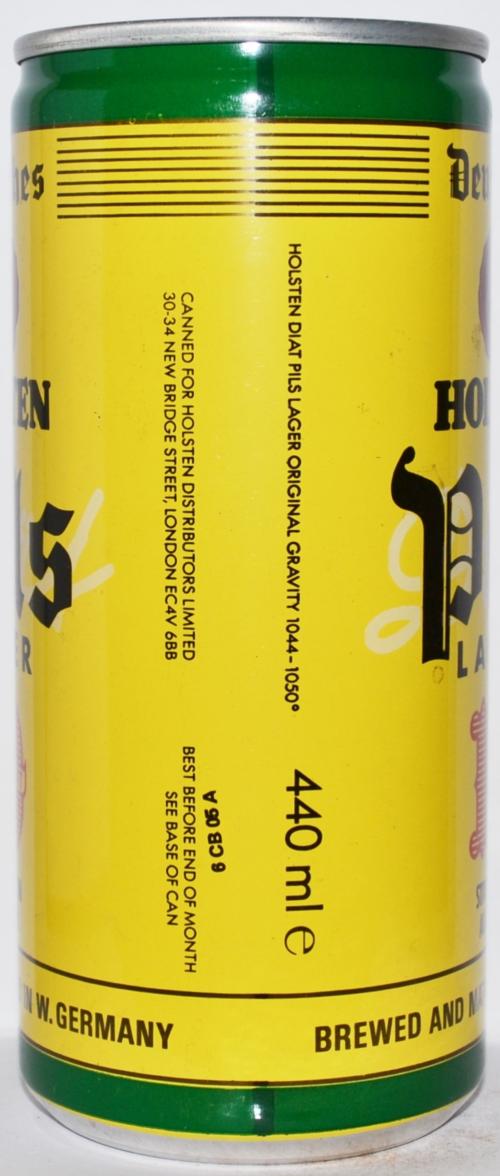 HOLSTEN DIAT PILS LAGER ORIGINAL GRAVITY 1044-1050°
440 ml e
CANNED FOR HOLSTEN DISTRIBUTORS LIMITED
30-34 NEW BRIDGE STREET, LONDON EC4V 6BB
6 CB 05 A
BEST BEFORE END OF MONTH
SEE BASE OF CAN
IN W. GERMANY
BREWED AND